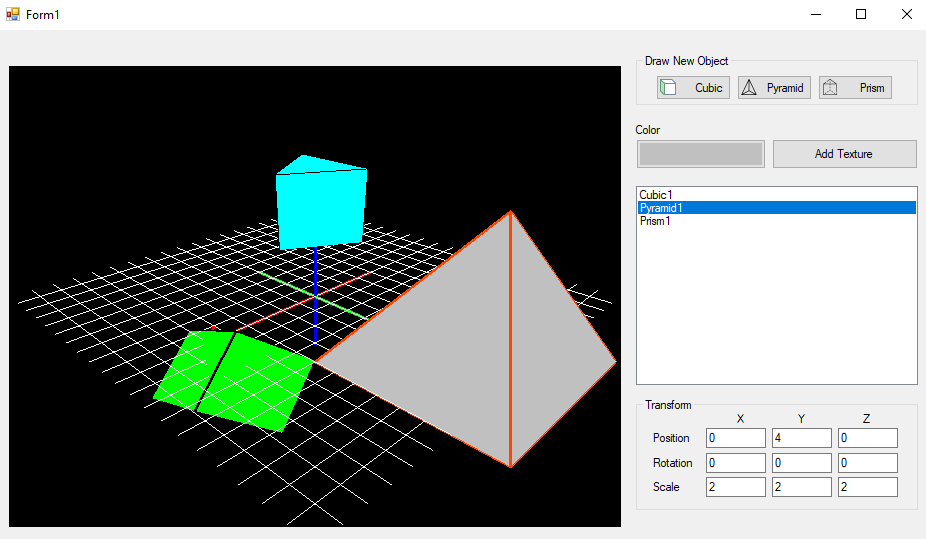 Form1
Draw New Object
Cubic Pyramid Prism
Color
Add Texture
Cubic1
Pyramid1
Prism1
Transform
X Y Z
Position 0 4 0
Rotation 0 0 0
Scale 2 2 2